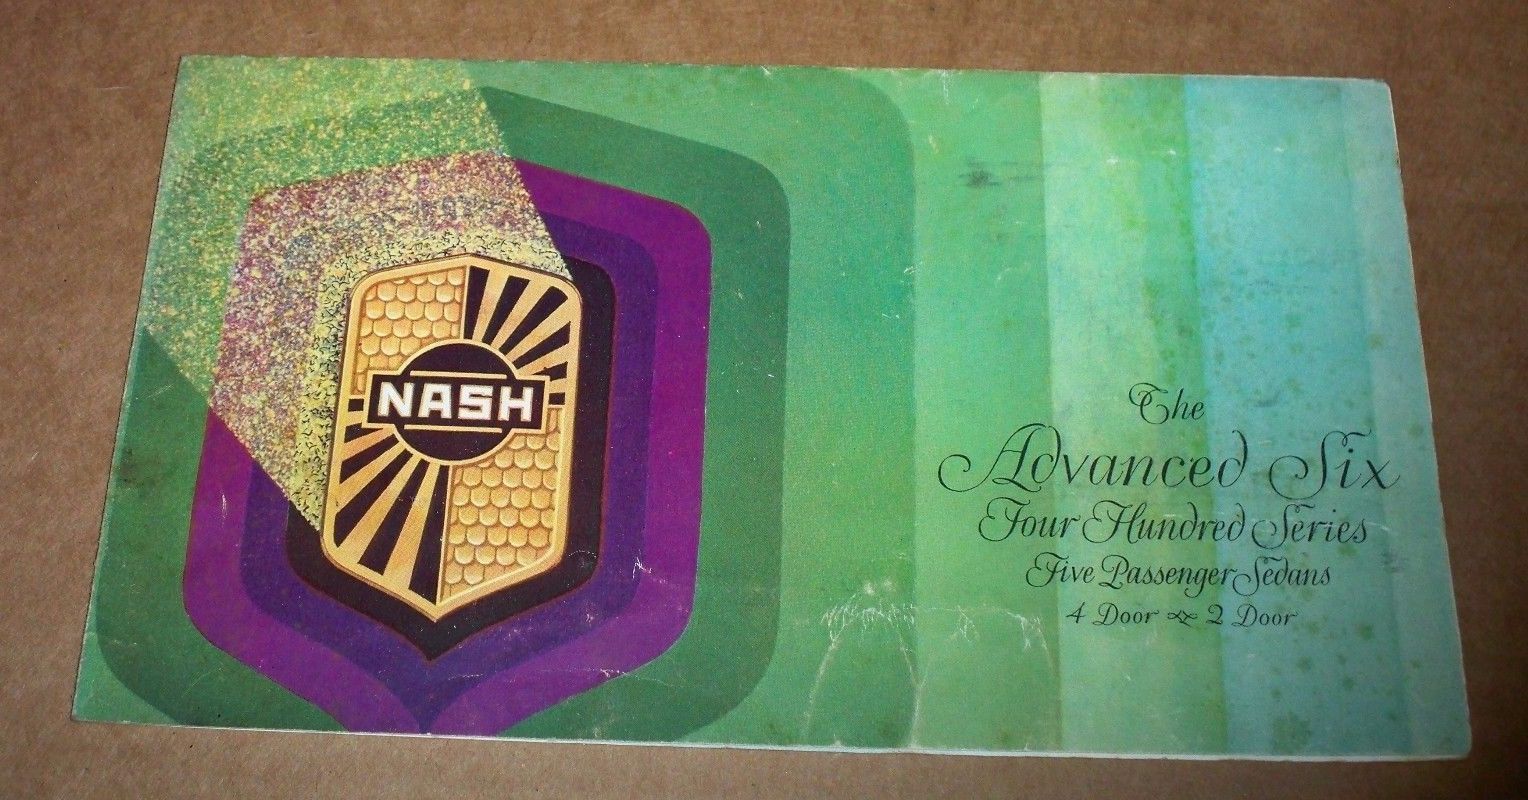 NASH
The
Advanced Six
Four Hundred Series
Five Passenger Sedans
4 Door 2 Door